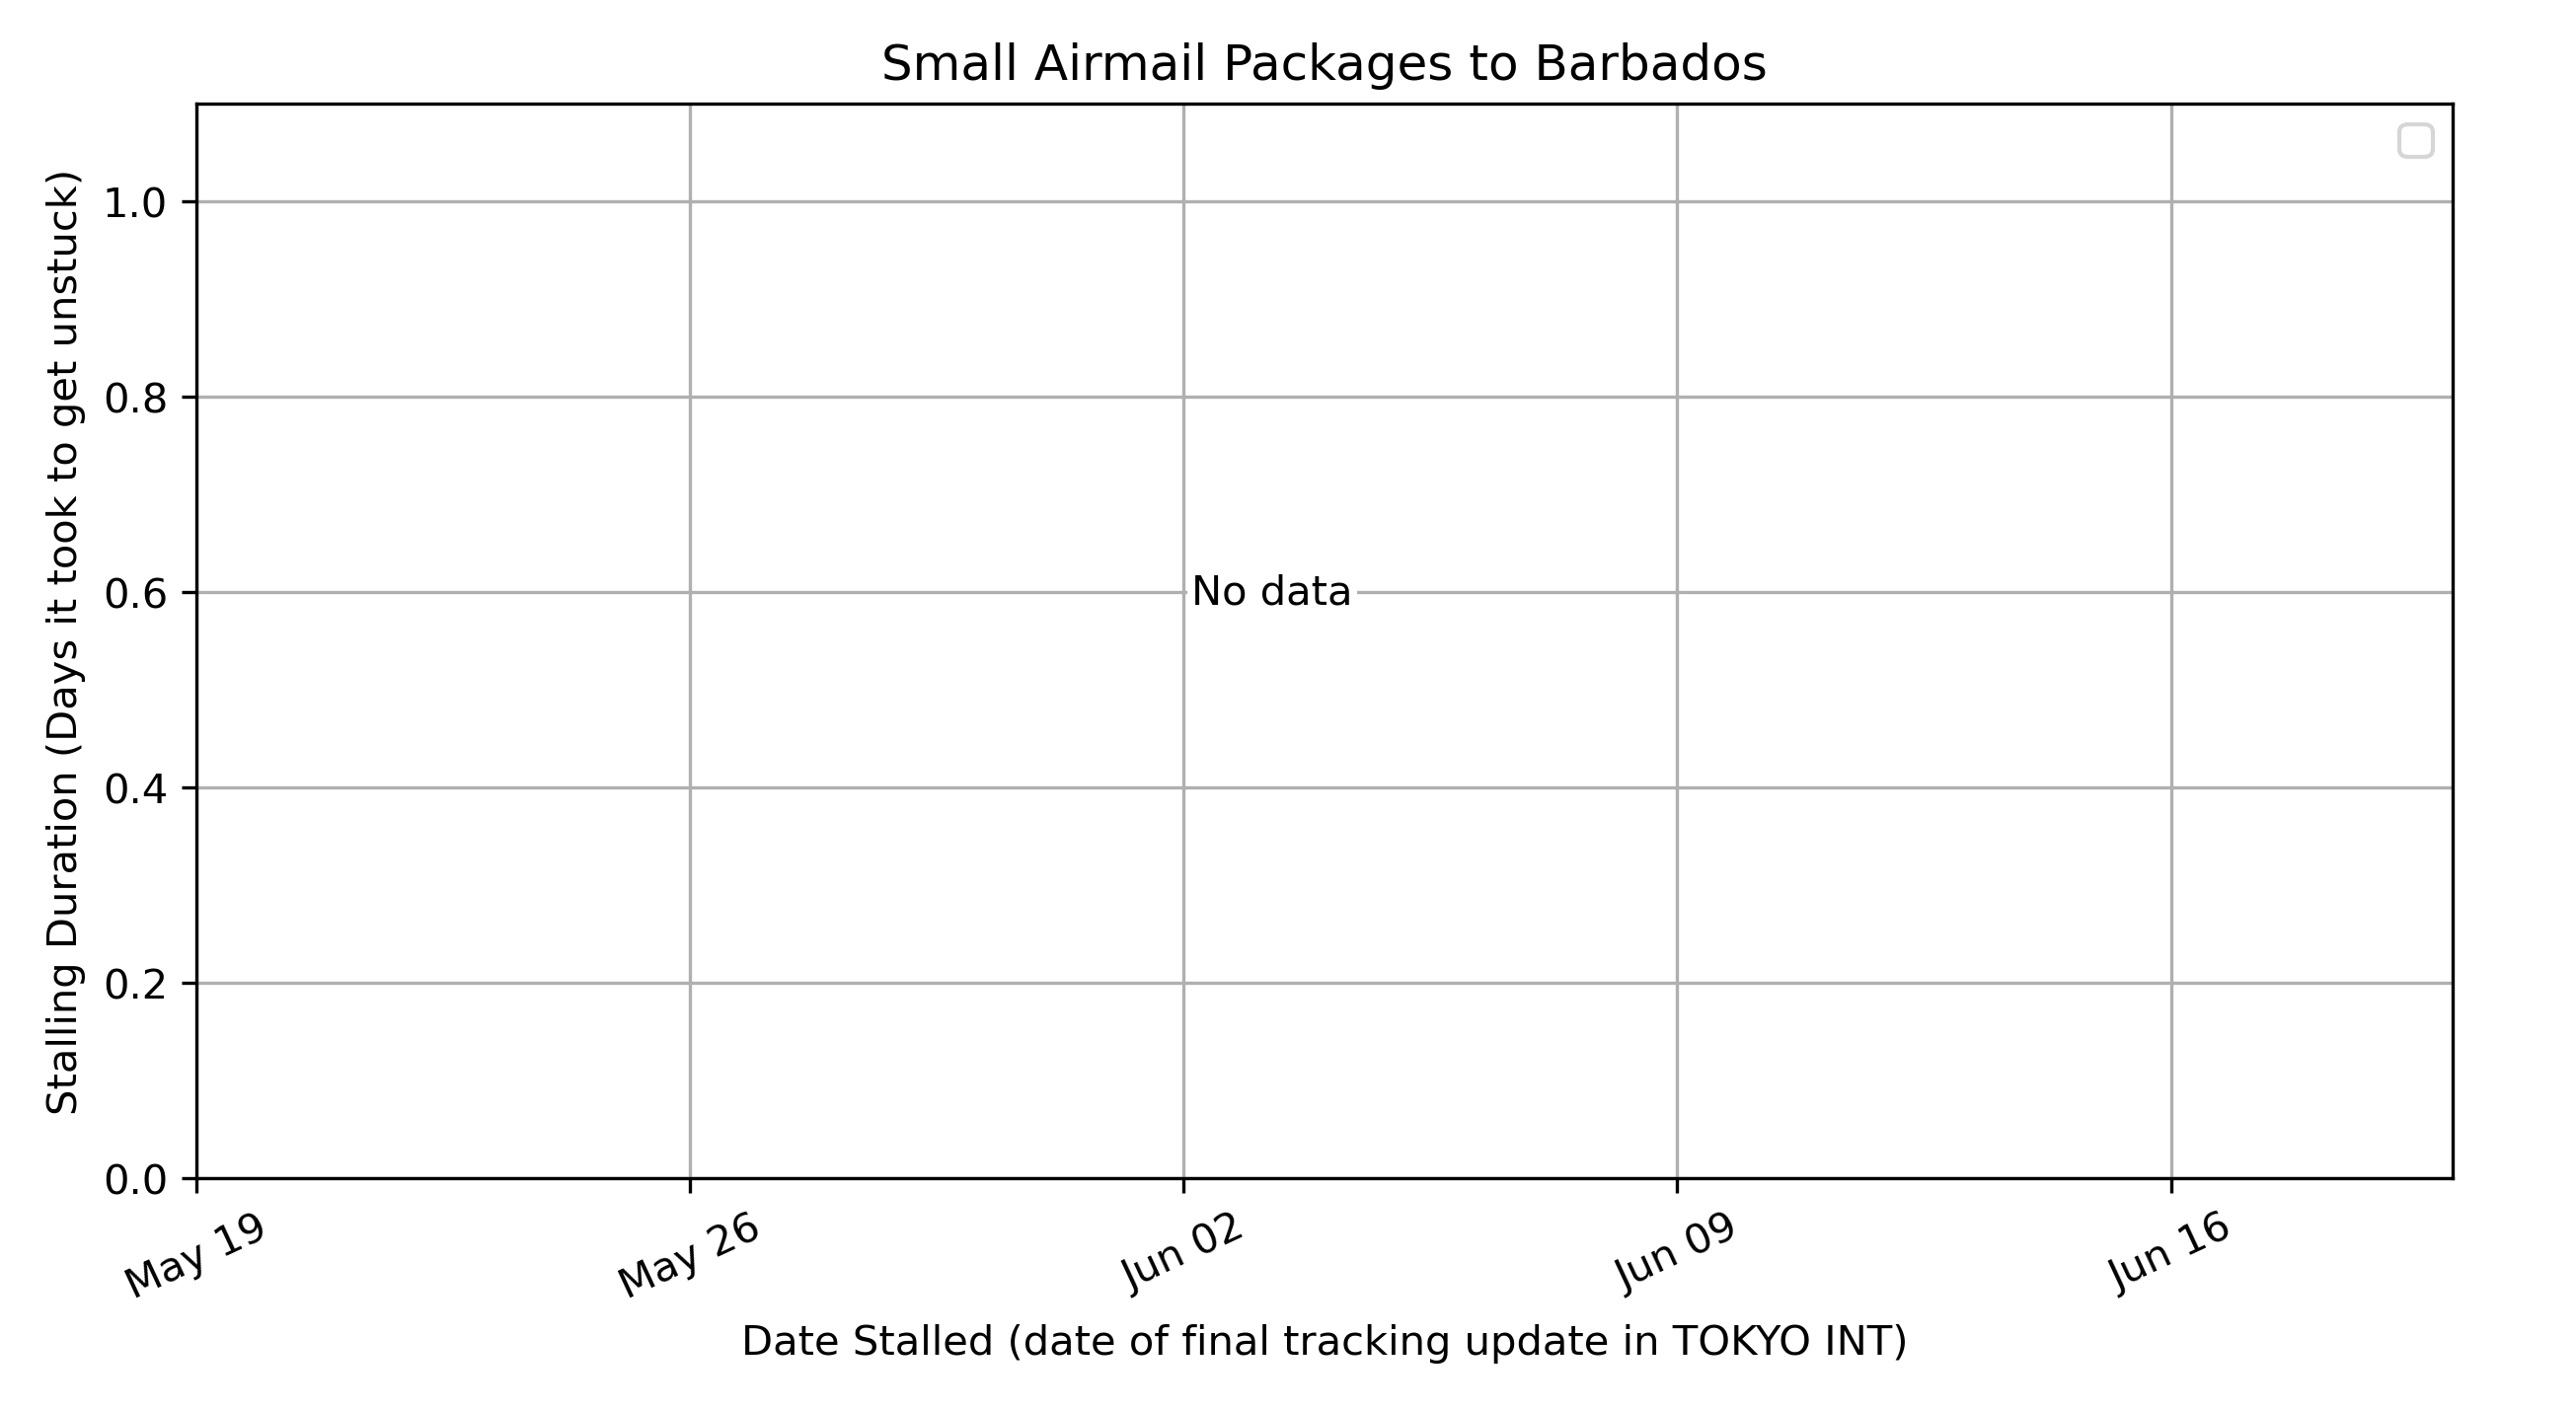 Small Airmail Packages to Barbados
Stalling Duration (Days it took to get unstuck)
1.0
0.8
0.6
0.4
0.2
0.0
No data
May 19
May 26
Jun 02
Jun 09
Jun 16
Date Stalled (date of final tracking update in TOKYO INT)